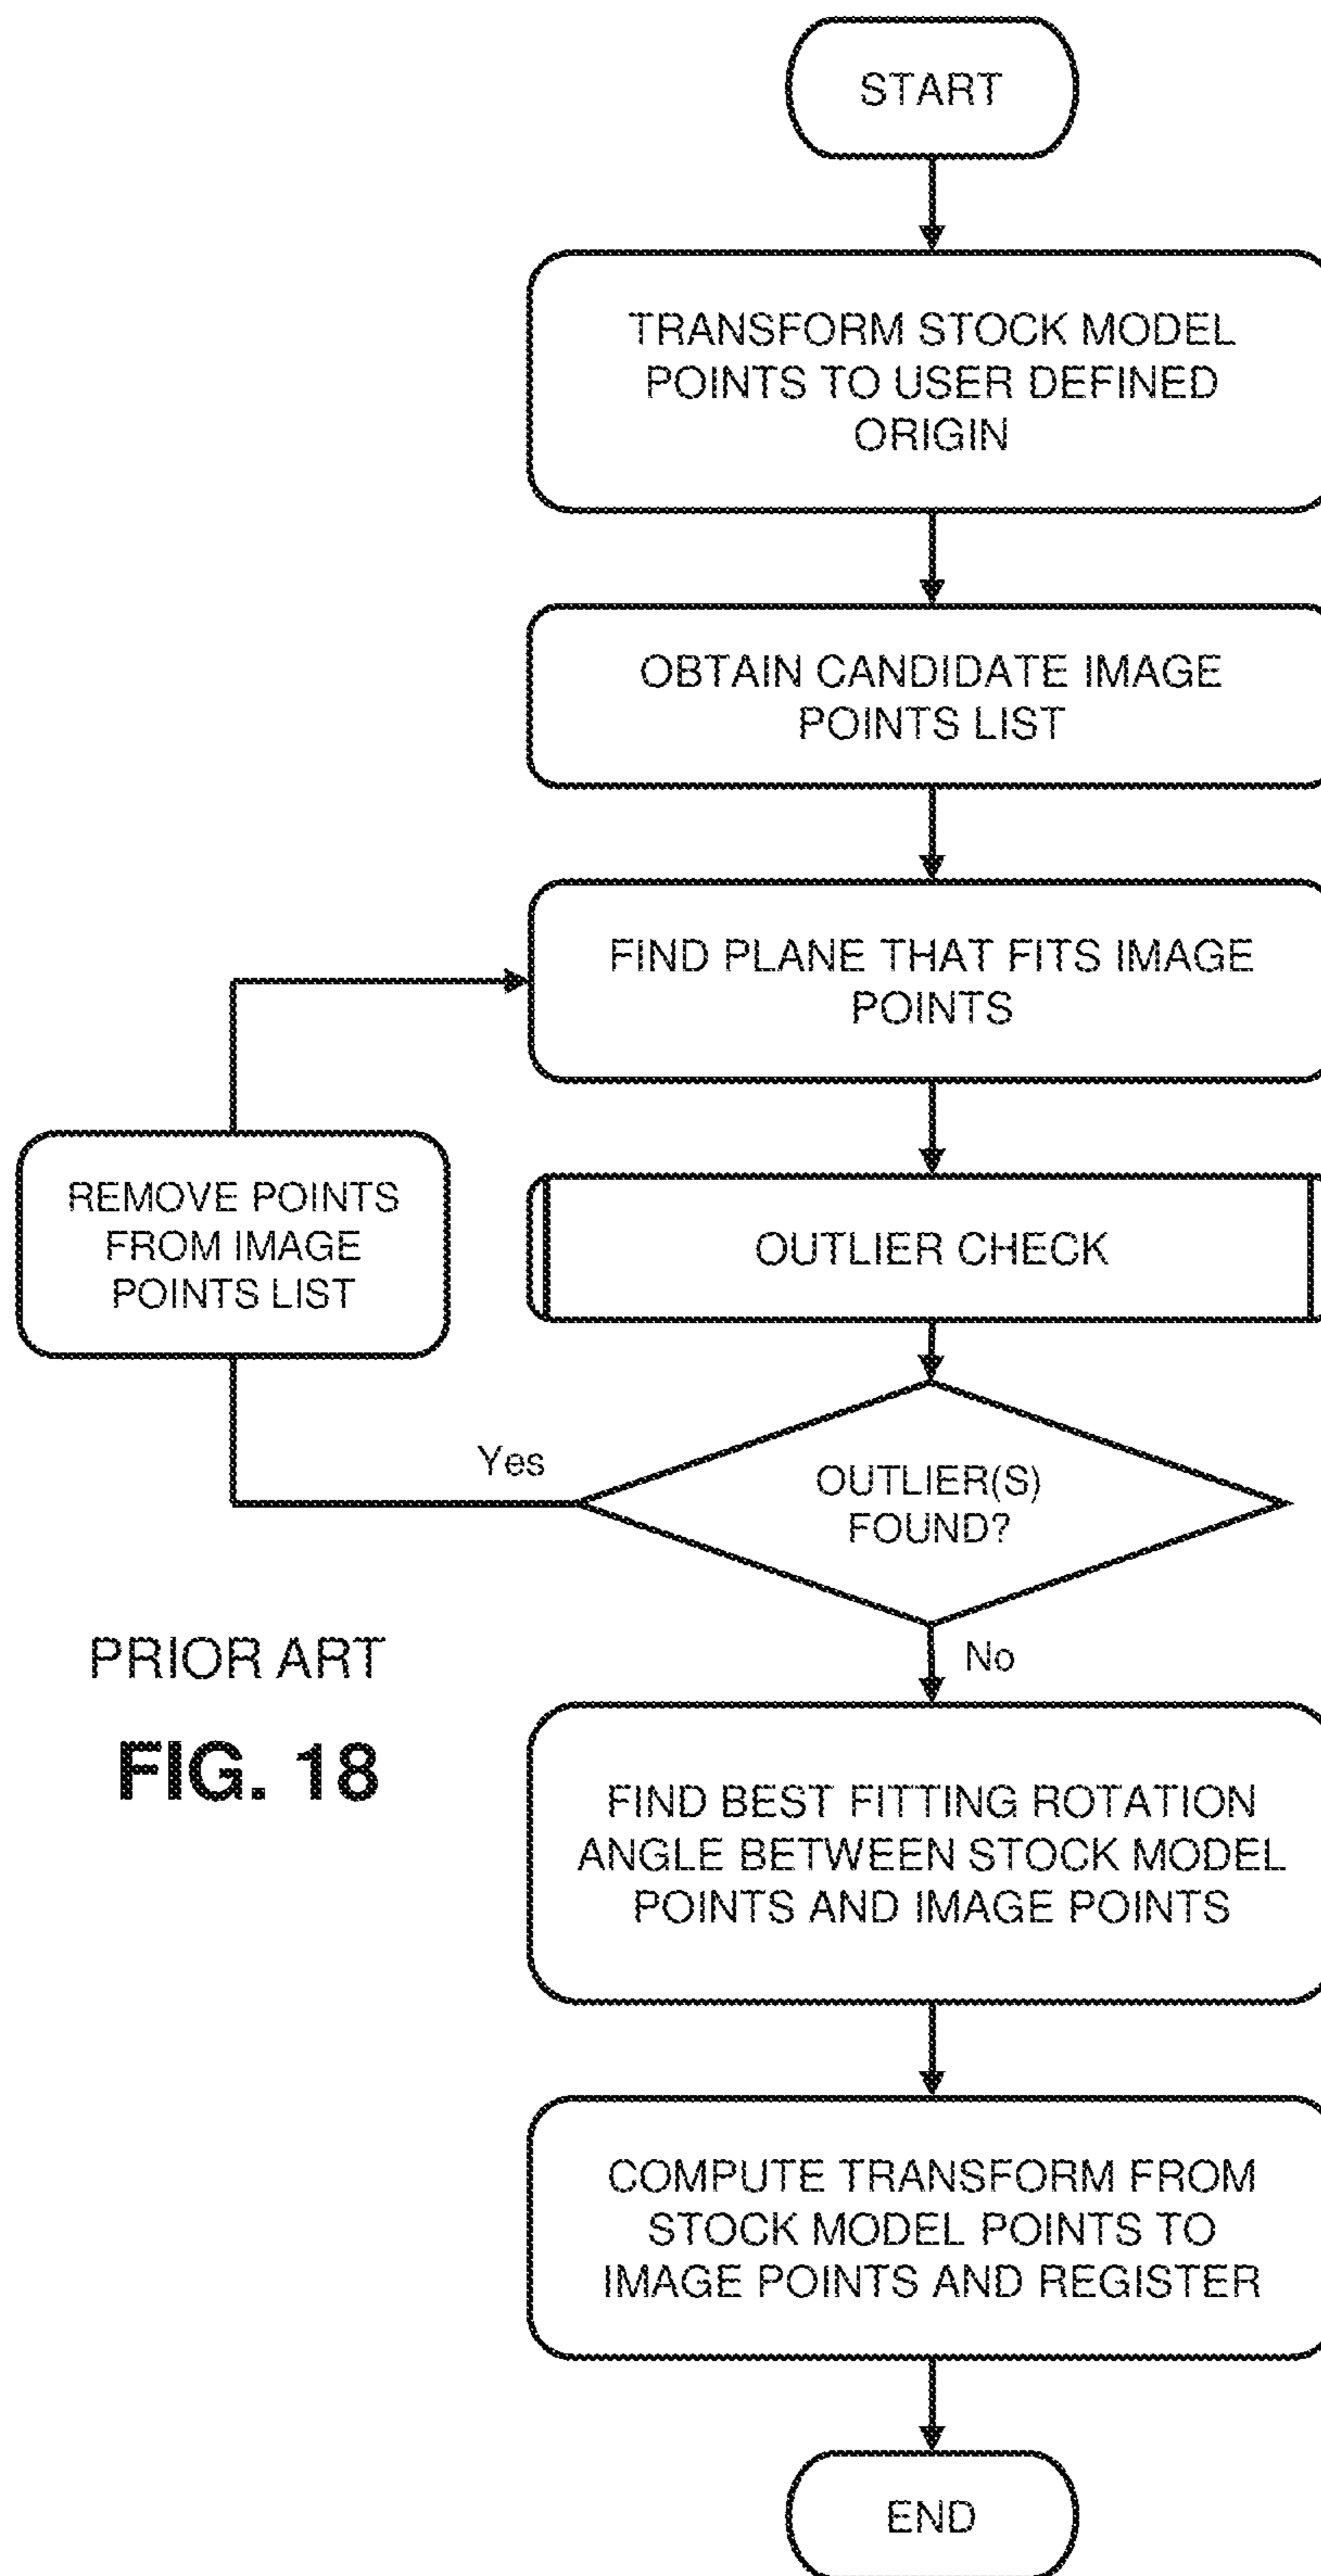 START
TRANSFORM STOCK MODEL
POINTS TO USER DEFINED
ORIGIN
OBTAIN CANDIDATE IMAGE
POINTS LIST
FIND PLANE THAT FITS IMAGE
POINTS
REMOVE POINTS
FROM IMAGE
POINTS LIST
OUTLIER CHECK
Yes
OUTLIER(S)
FOUND?
No
PRIOR ART
FIG. 18
FIND BEST FITTING ROTATION
ANGLE BETWEEN STOCK MODEL
POINTS AND IMAGE POINTS
COMPUTE TRANSFORM FROM
STOCK MODEL POINTS TO
IMAGE POINTS AND REGISTER
END